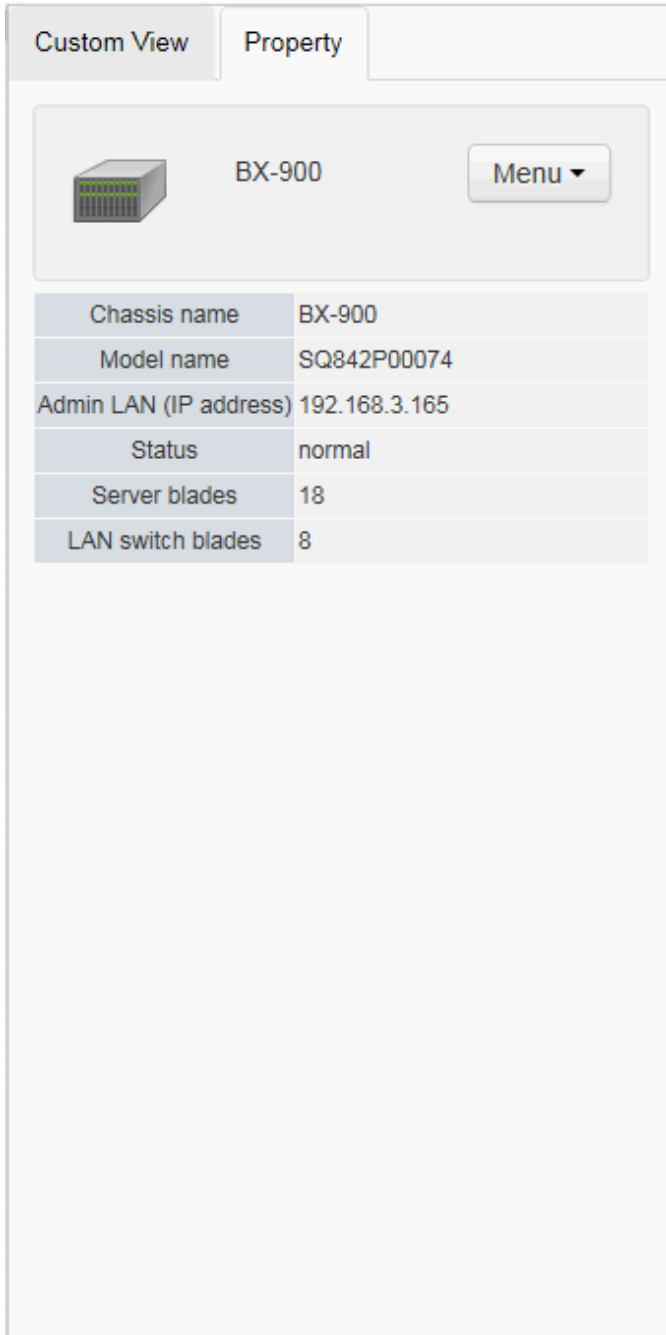 Custom View Property
BX-900 Menu
Chassis name BX-900
Model name SQ842P00074
Admin LAN (IP address) 192.168.3.165
Status normal
Server blades 18
LAN switch blades 8